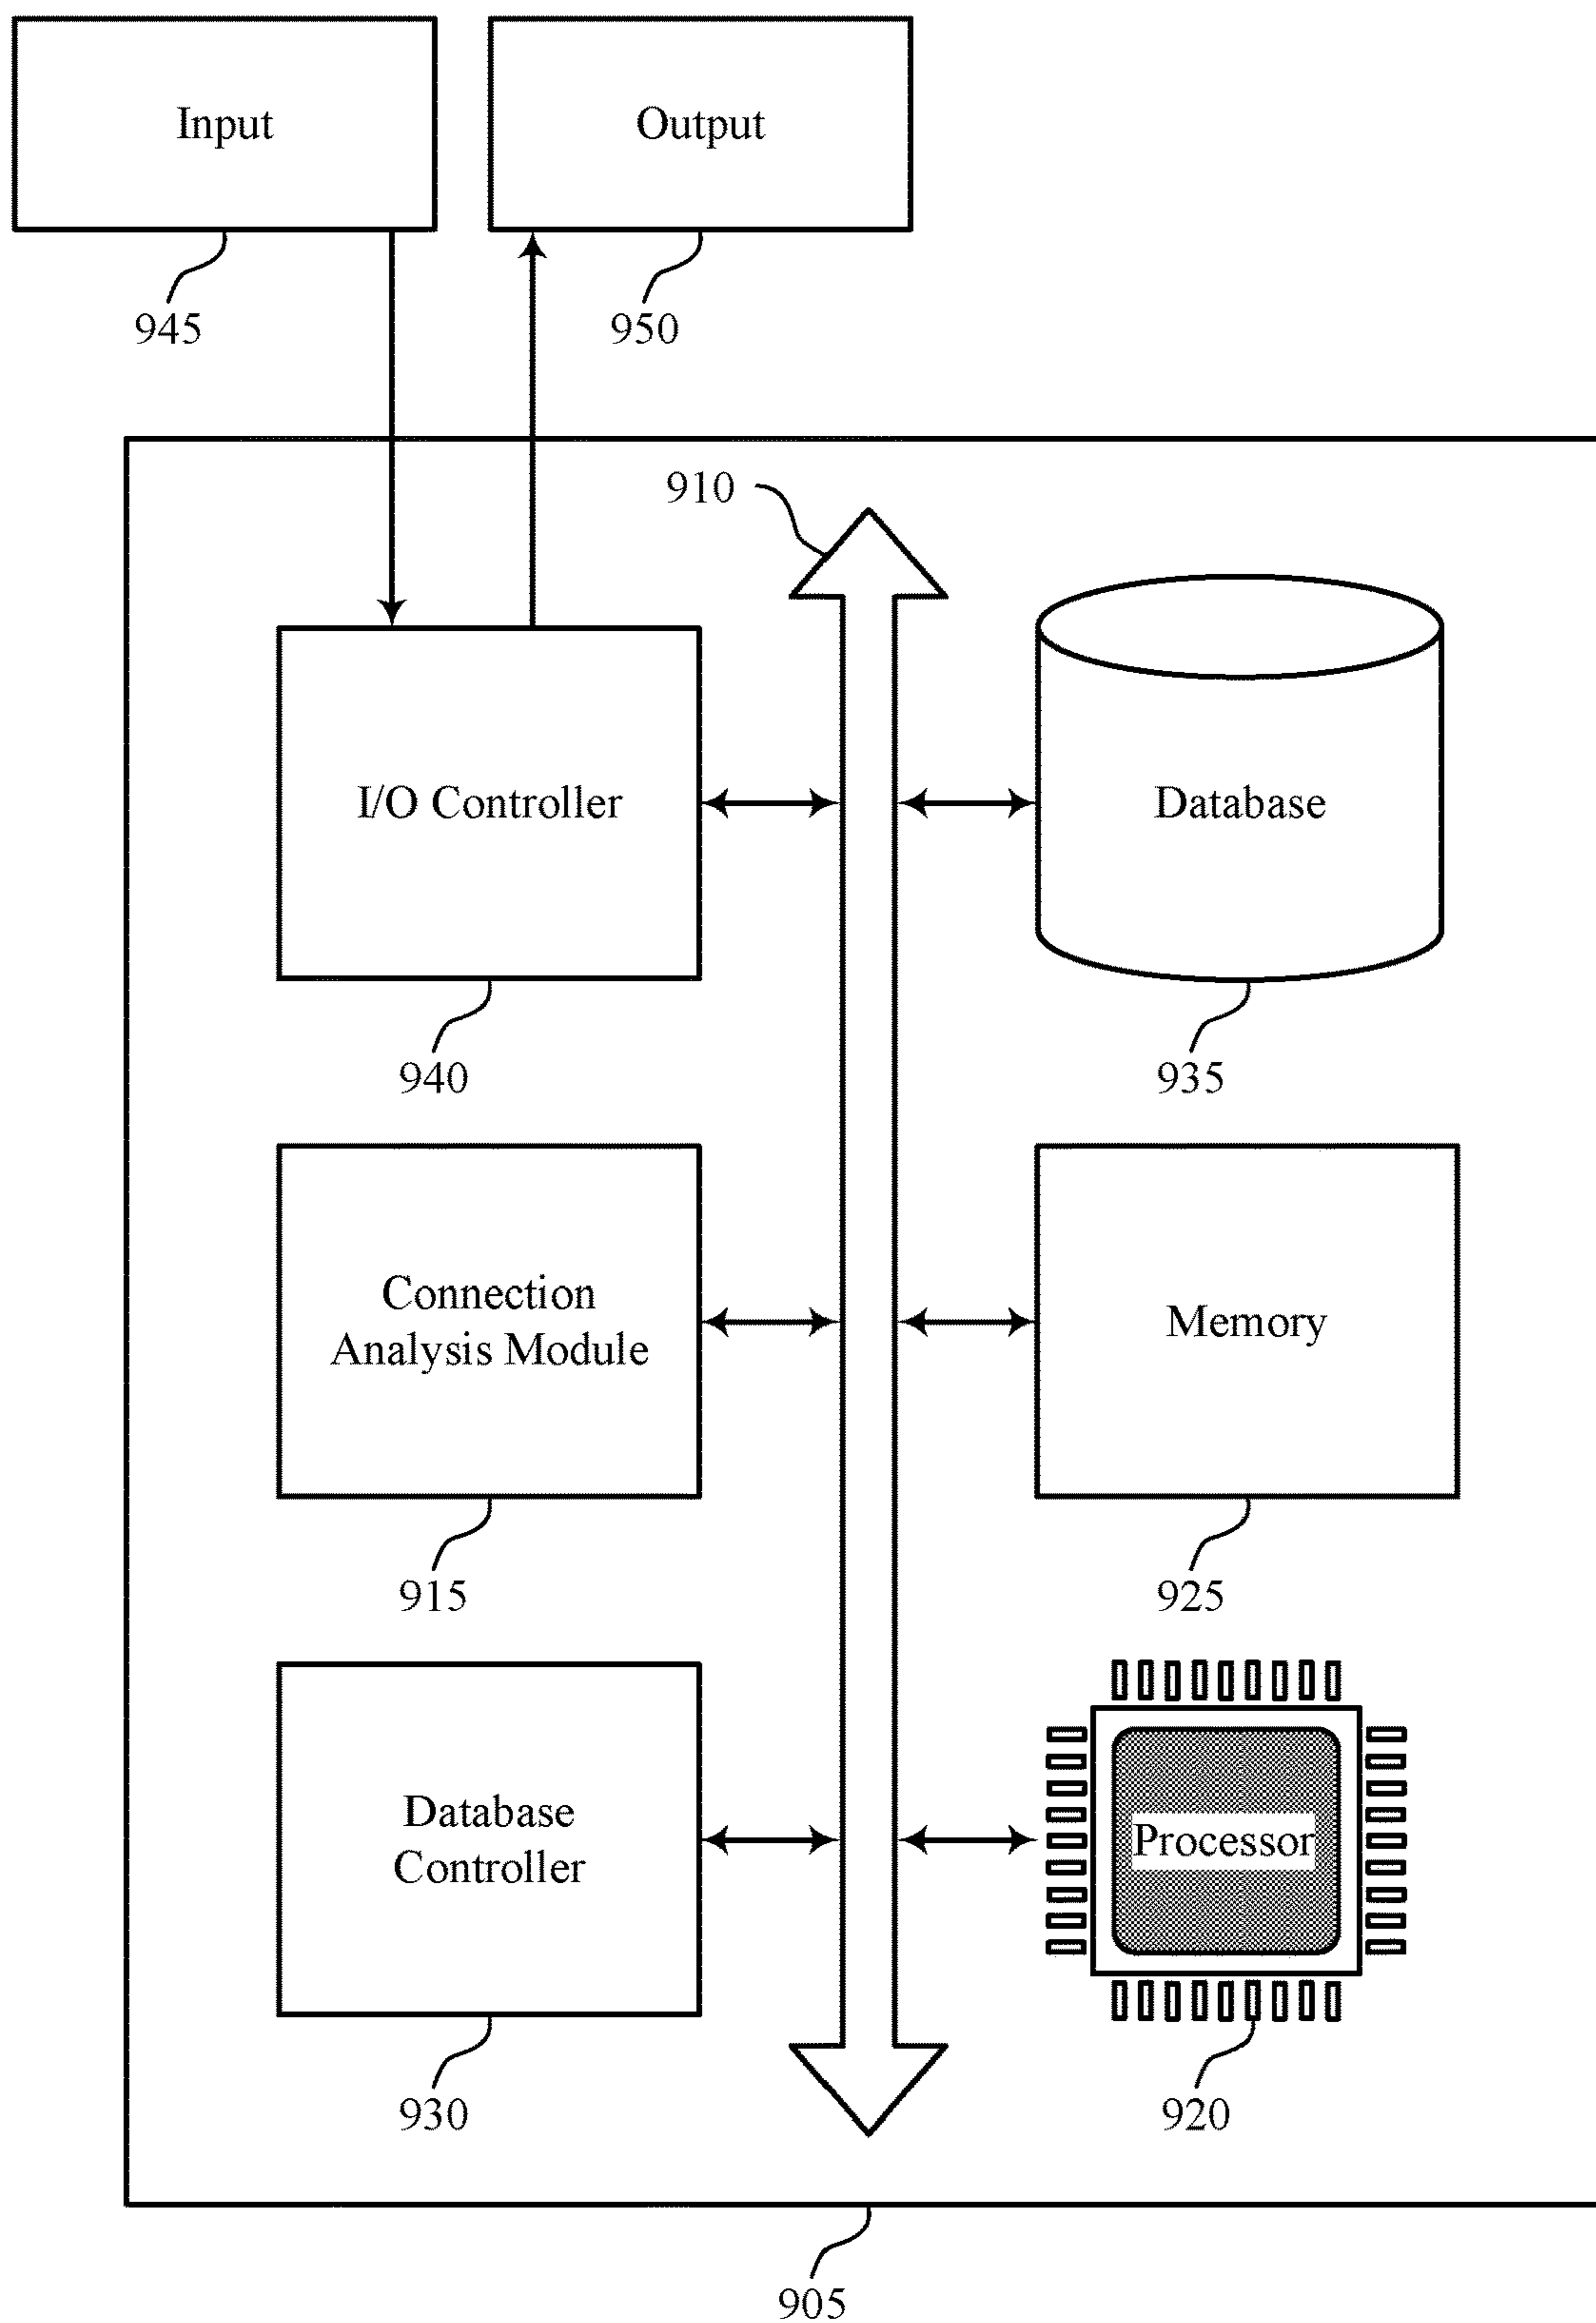 Input
Output
945
950
910
I/O Controller
Database
940
935
Connection
Analysis Module
Memory
915
925
Database
Controller
Processor
930
920
905